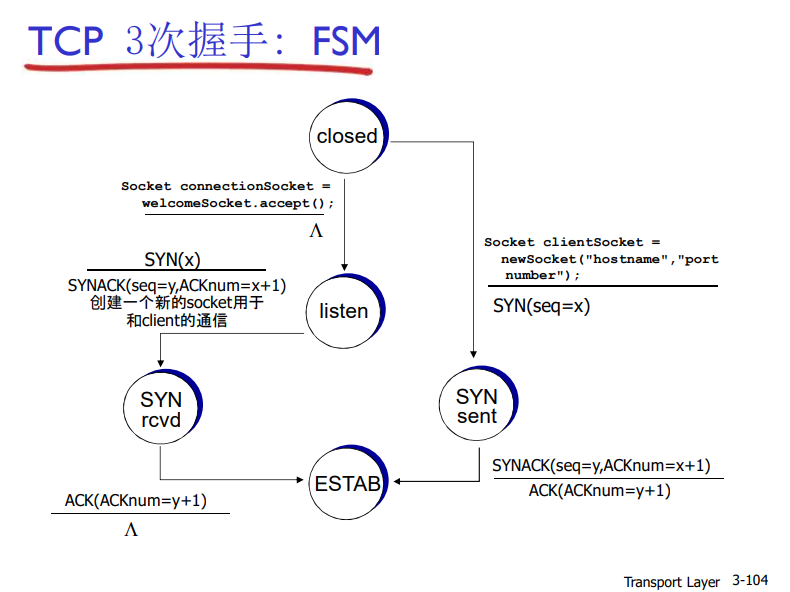 TCP 3次握手: FSM
closed
Socket connectionSocket =
welcomeSocket.accept();
Λ
Socket clientSocket =
newSocket("hostname","port
number");
SYN(seq=x)
SYN(x)
SYNACK(seq=y,ACKnum=x+1)
创建一个新的socket用于
和client的通信
listen
SYN
rcvd
SYN
sent
ESTAB
SYNACK(seq=y,ACKnum=x+1)
ACK(ACKnum=y+1)
ACK(ACKnum=y+1)
Λ
Transport Layer 3-104